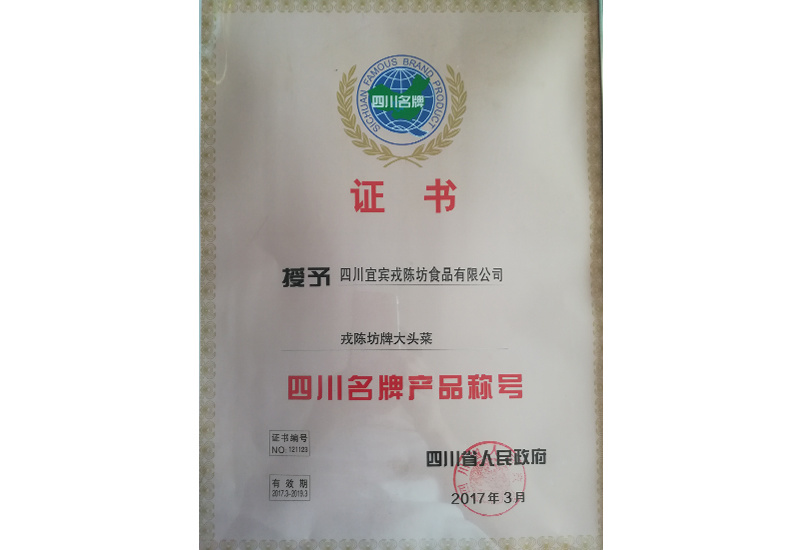 SICHUAN FAMOUS BRAND PRODUCT
四川名牌
证 书
授予 四川宜宾戎陈坊食品有限公司
戎陈坊牌大头菜
四川名牌产品称号
证书编号
NO: 121123
有 效 期
2017.3-2019.3
四川省人民政府
2017年3月